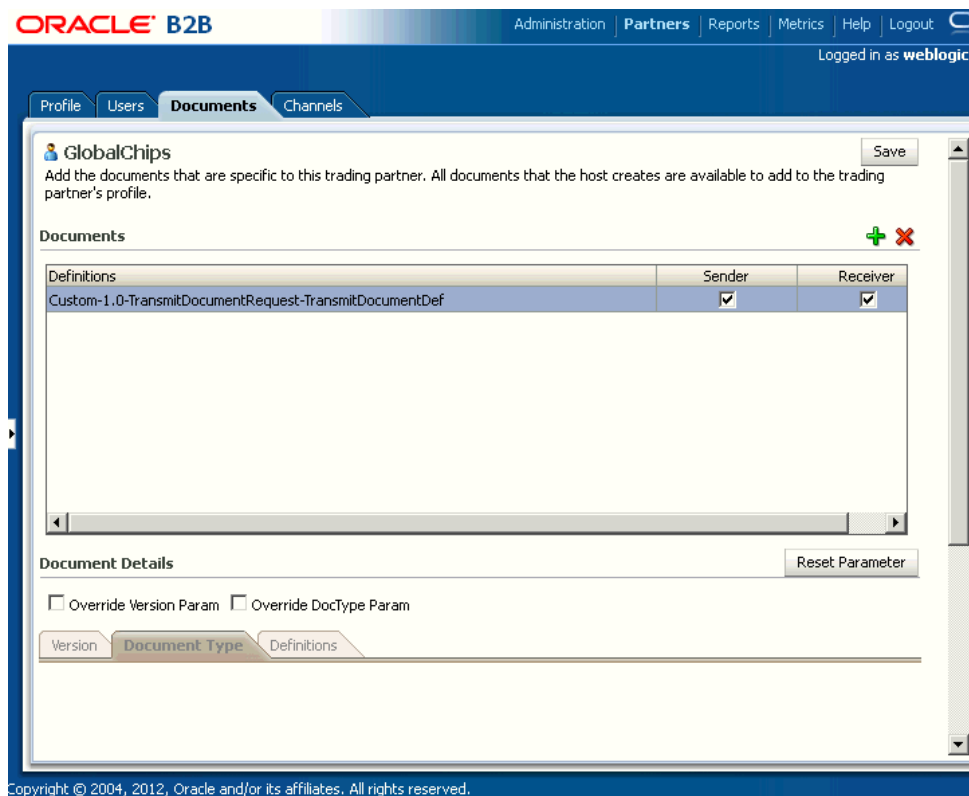 ORACLE B2B
Administration | Partners | Reports | Metrics | Help | Logout
Logged in as weblogic
Profile Users Documents Channels
GlobalChips Save
Add the documents that are specific to this trading partner. All documents that the host creates are available to add to the trading
partner's profile.
Documents
Definitions Sender Receiver
Custom-1.0-TransmitDocumentRequest-TransmitDocumentDef
Document Details Reset Parameter
Override Version Param Override DocType Param
Version Document Type Definitions
Copyright © 2004, 2012, Oracle and/or its affiliates. All rights reserved.